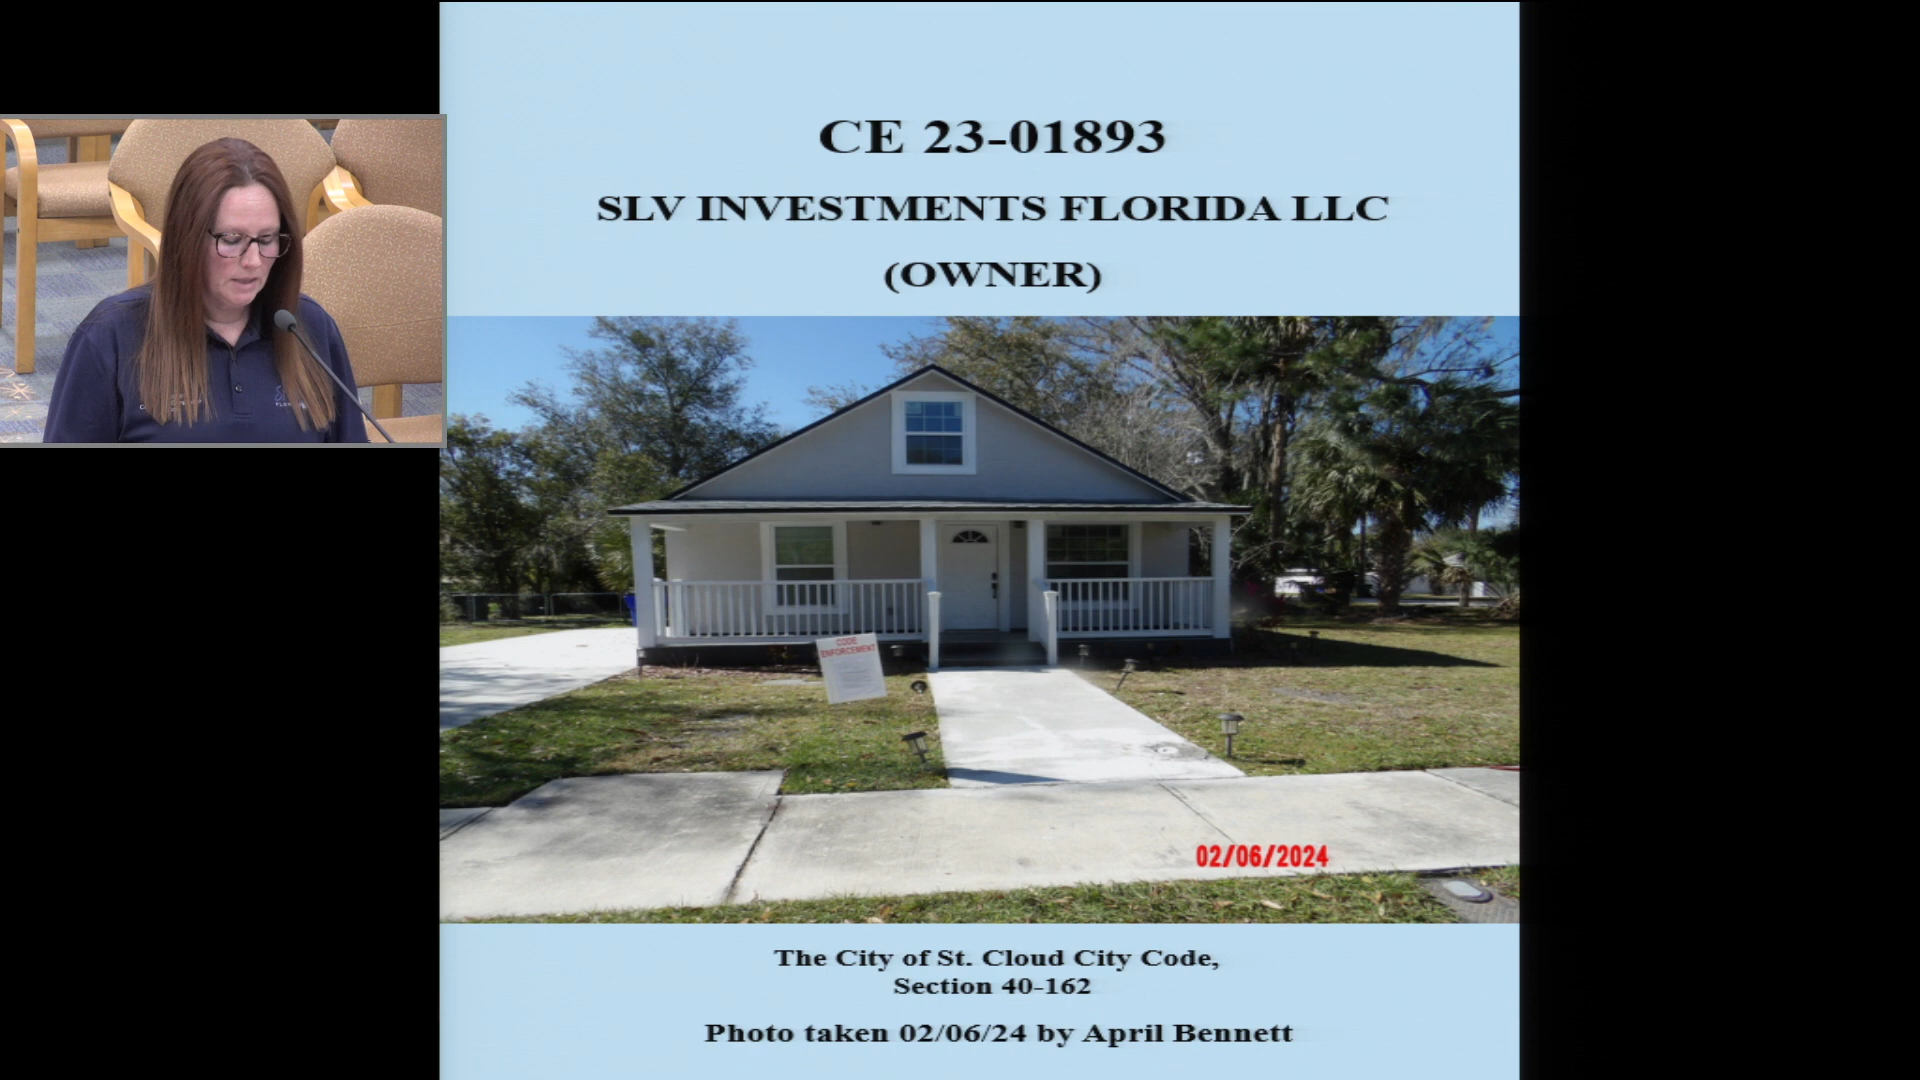 CE 23-01893
SLV INVESTMENTS FLORIDA LLC
(OWNER)
CODE
ENFORCEMENT
02/06/2024
The City of St. Cloud City Code,
Section 40-162
Photo taken 02/06/24 by April Bennett